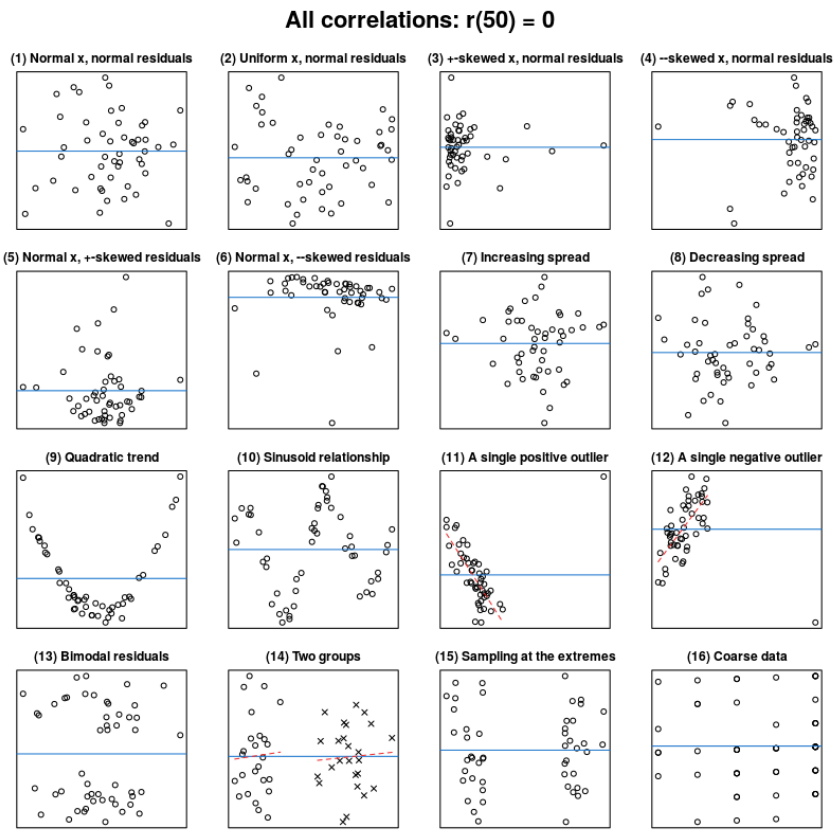 All correlations: r(50) = 0
(1) Normal x, normal residuals
(2) Uniform x, normal residuals
(3) +-skewed x, normal residuals
(4) --skewed x, normal residuals
(5) Normal x, +-skewed residuals
(6) Normal x, --skewed residuals
(7) Increasing spread
(8) Decreasing spread
(9) Quadratic trend
(10) Sinusoid relationship
(11) A single positive outlier
(12) A single negative outlier
(13) Bimodal residuals
(14) Two groups
(15) Sampling at the extremes
(16) Coarse data